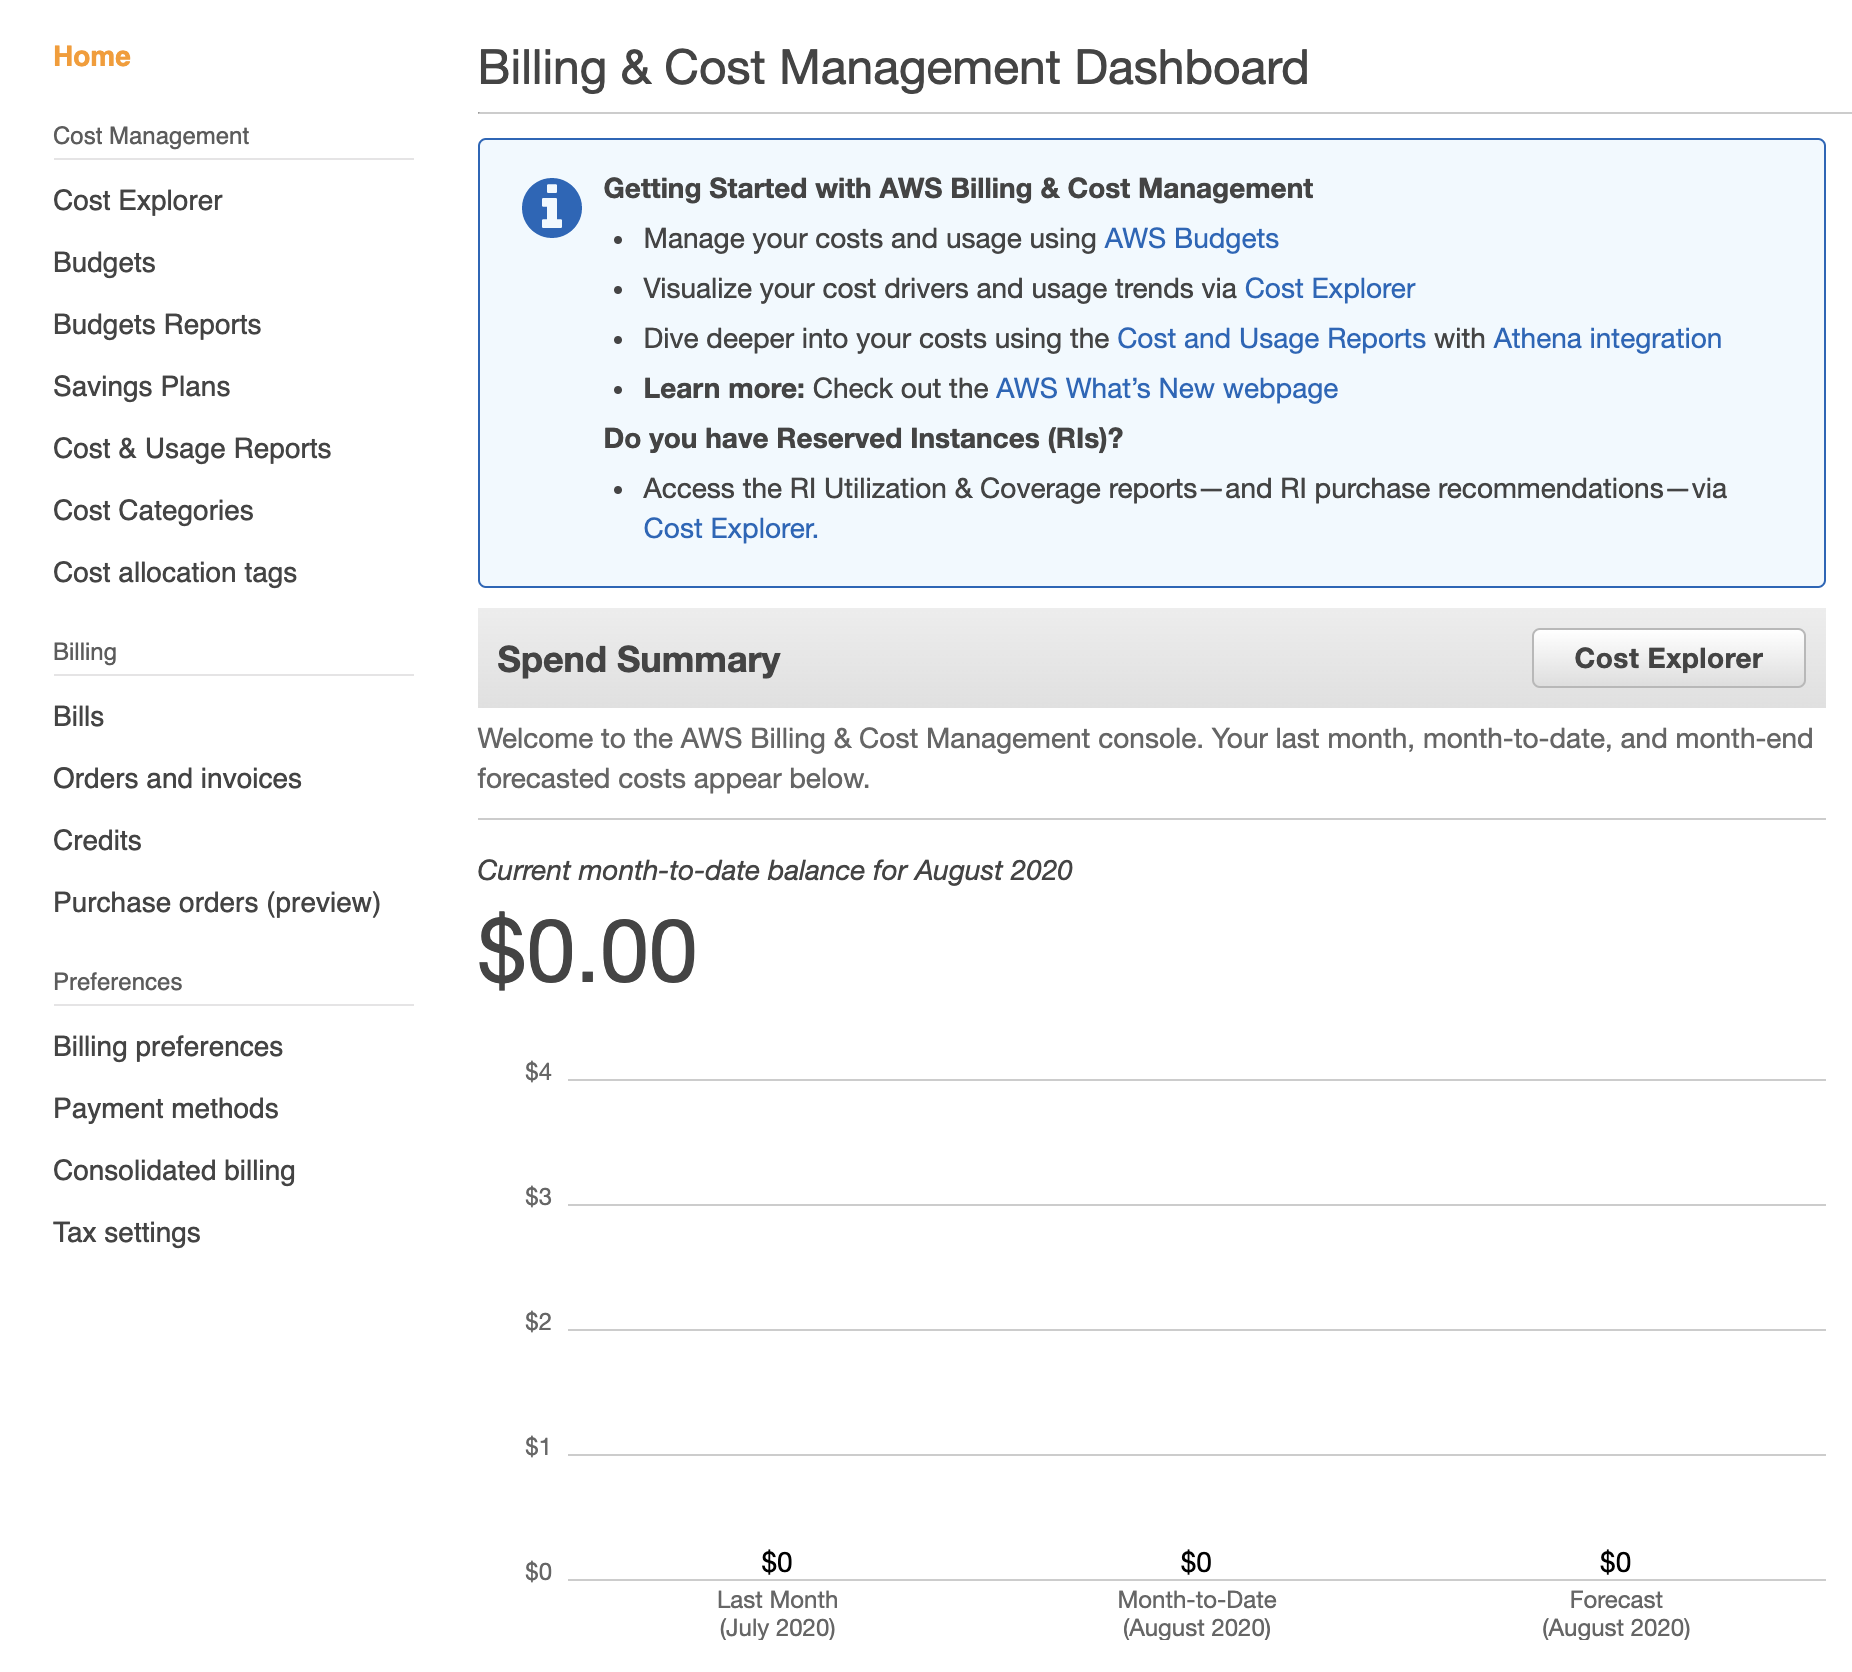 Home
Cost Management
Cost Explorer
Budgets
Budgets Reports
Savings Plans
Cost & Usage Reports
Cost Categories
Cost allocation tags
Billing
Bills
Orders and invoices
Credits
Purchase orders (preview)
Preferences
Billing preferences
Payment methods
Consolidated billing
Tax settings
Billing & Cost Management Dashboard
Getting Started with AWS Billing & Cost Management
• Manage your costs and usage using AWS Budgets
• Visualize your cost drivers and usage trends via Cost Explorer
• Dive deeper into your costs using the Cost and Usage Reports with Athena integration
• Learn more: Check out the AWS What’s New webpage
Do you have Reserved Instances (RIs)?
• Access the RI Utilization & Coverage reports—and RI purchase recommendations—via
Cost Explorer.
Spend Summary
Cost Explorer
Welcome to the AWS Billing & Cost Management console. Your last month, month-to-date, and month-end
forecasted costs appear below.
Current month-to-date balance for August 2020
$0.00
$4
$3
$2
$1
$0
$0 $0 $0
Last Month Month-to-Date Forecast
(July 2020) (August 2020) (August 2020)